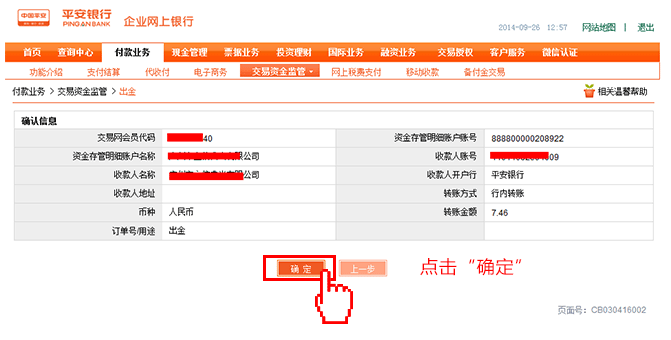 中国平安 平安银行 企业网上银行
PINGAN BANK
2014-09-26 12:57 网站地图 | 退出
首页 查询中心 付款业务 现金管理 票据业务 投资理财 国际业务 融资业务 交易授权 客户服务 微信认证
功能介绍 支付结算 代收付 电子商务 交易资金监管 网上税费支付 移动收款 备付金交易
付款业务 > 交易资金监管 > 出金 相关温馨帮助
确认信息
交易网会员代码 40 资金存管明细账户账号 888800000208922
资金存管明细账户名称 有限公司 收款人账号 09
收款人名称 有限公司 收款人开户行 平安银行
收款人地址 转账方式 行内转账
币种 人民币 转账金额 7.46
订单号/用途 出金
确 定 上一步 点击“确定”
页面号：CB030416002